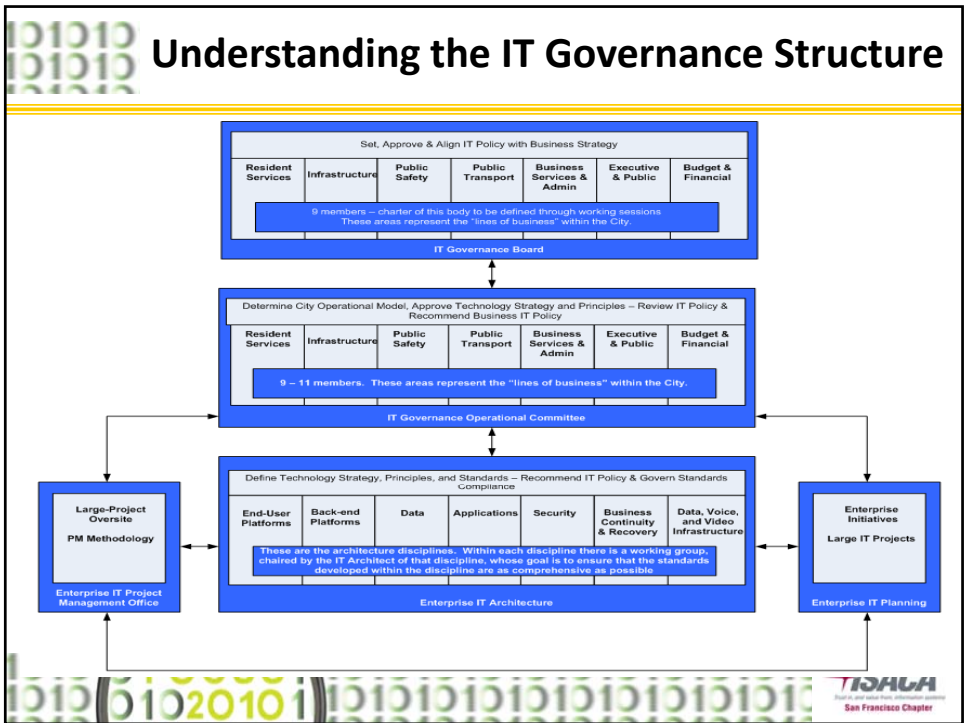 Understanding the IT Governance Structure
Set, Approve & Align IT Policy with Business Strategy
Resident
Services
Infrastructure
Public
Safety
Public
Transport
Business
Services &
Admin
Executive
& Public
Budget &
Financial
9 members – charter of this body to be defined through working sessions
These areas represent the "lines of business" within the City.
IT Governance Board
Determine City Operational Model, Approve Technology Strategy and Principles – Review IT Policy &
Recommend Business IT Policy
Resident
Services
Infrastructure
Public
Safety
Public
Transport
Business
Services &
Admin
Executive
& Public
Budget &
Financial
9 – 11 members. These areas represent the "lines of business" within the City.
IT Governance Operational Committee
Define Technology Strategy, Principles, and Standards – Recommend IT Policy & Govern Standards
Compliance
End-User
Platforms
Back-end
Platforms
Data
Applications
Security
Business
Continuity
& Recovery
Data, Voice,
and Video
Infrastructure
These are the architecture disciplines. Within each discipline there is a working group,
chaired by the IT Architect of that discipline, whose goal is to ensure that the standards
developed within the discipline are as comprehensive as possible
Enterprise IT Architecture
Large-Project
Oversite
PM Methodology
Enterprise IT Project
Management Office
Enterprise
Initiatives
Large IT Projects
Enterprise IT Planning
2010
ISACA
Trust in, and value from, information systems
San Francisco Chapter